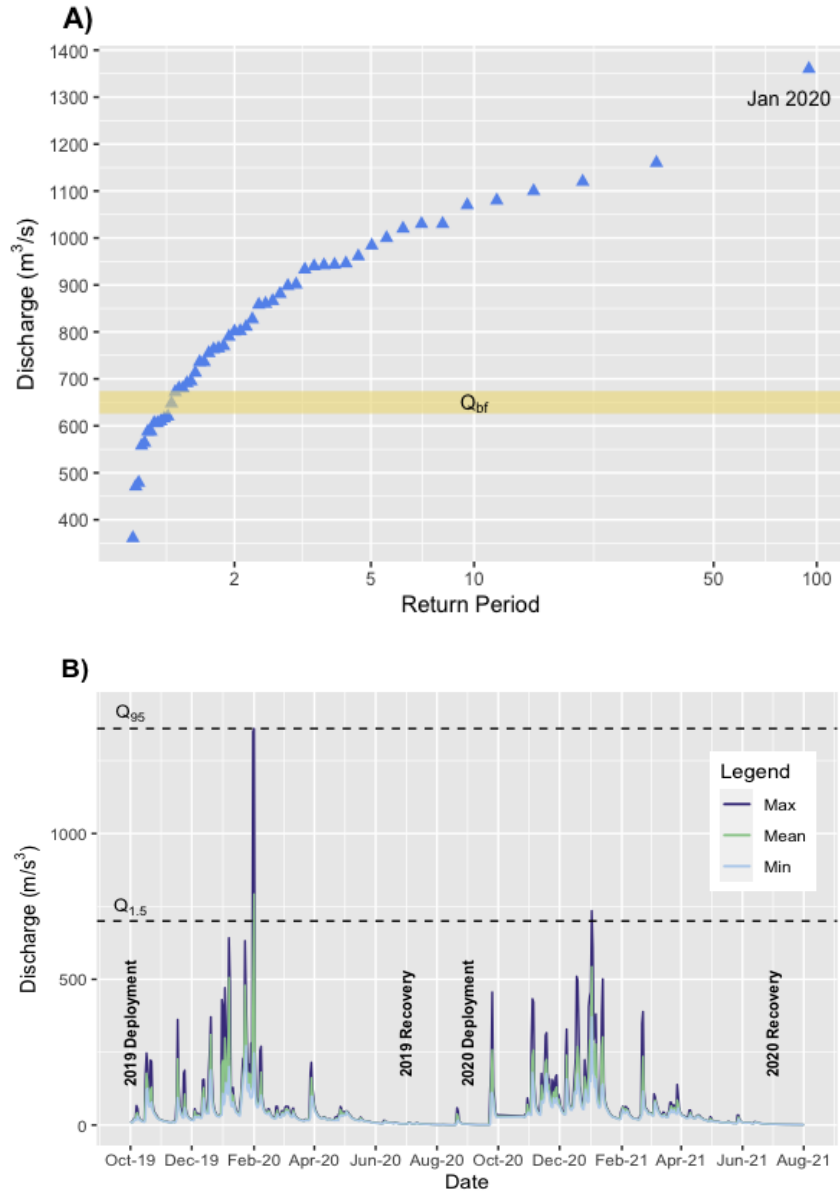 A)
1400
1300
1200
1100
1000
900
800
700
600
500
400
Discharge (m³/s)
Jan 2020
Qbf
2
5
10
50
100
Return Period
B)
Q95
Q1.5
1000
500
0
Discharge (m/s³)
Legend
Max
Mean
Min
2019 Deployment
2019 Recovery
2020 Deployment
2020 Recovery
Oct-19 Dec-19 Feb-20 Apr-20 Jun-20 Aug-20 Oct-20 Dec-20 Feb-21 Apr-21 Jun-21 Aug-21
Date